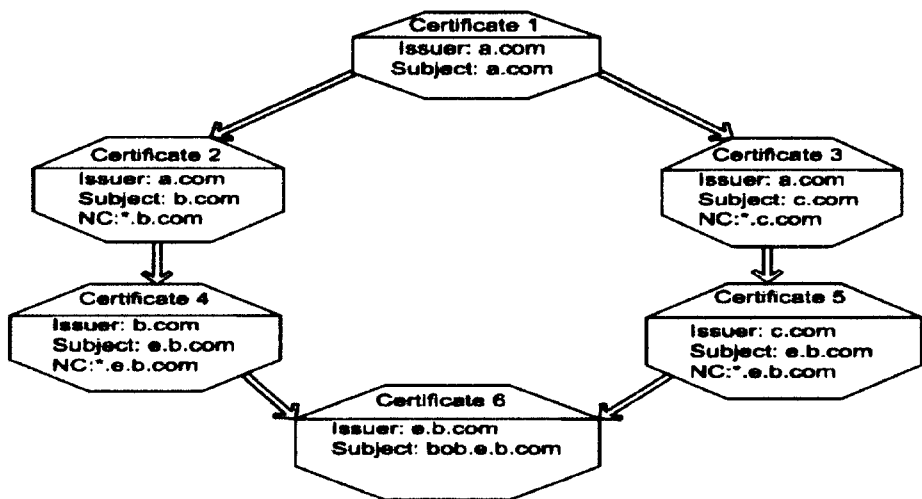 Certificate 1
Issuer: a.com
Subject: a.com
Certificate 2
Issuer: a.com
Subject: b.com
NC:*.b.com
Certificate 3
Issuer: a.com
Subject: c.com
NC:*.c.com
Certificate 4
Issuer: b.com
Subject: e.b.com
NC:*.e.b.com
Certificate 5
Issuer: c.com
Subject: e.b.com
NC:*.e.b.com
Certificate 6
Issuer: e.b.com
Subject: bob.e.b.com